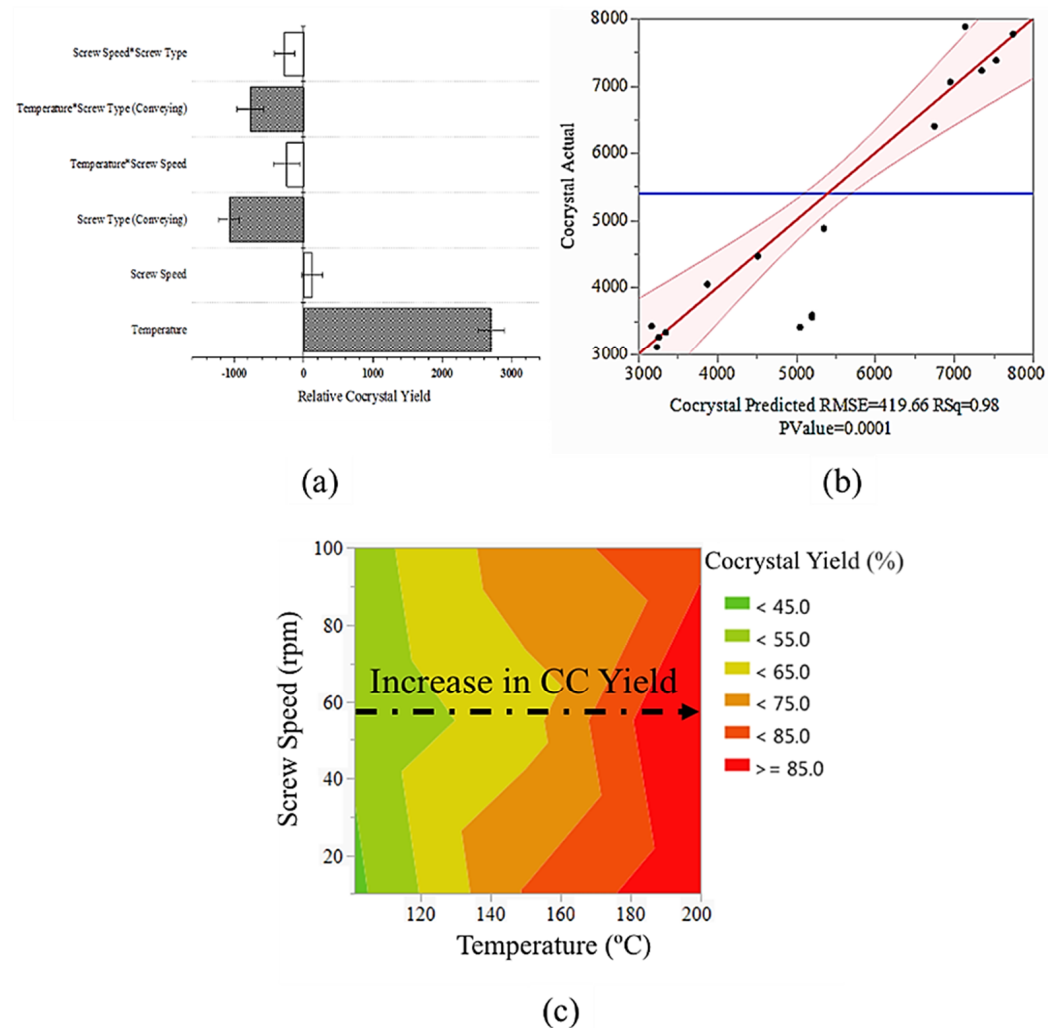 Screw Speed*Screw Type
Temperature*Screw Type (Conveying)
Temperature*Screw Speed
Screw Type (Conveying)
Screw Speed
Temperature
-1000 0 1000 2000 3000
Relative Cocrystal Yield
(a)
8000
7000
6000
5000
4000
3000
Cocrystal Actual
3000 4000 5000 6000 7000 8000
Cocrystal Predicted RMSE=419.66 RSq=0.98
PValue=0.0001
(b)
100
80
60
40
20
Screw Speed (rpm)
Increase in CC Yield
120 140 160 180 200
Temperature (ºC)
Cocrystal Yield (%)
< 45.0
< 55.0
< 65.0
< 75.0
< 85.0
>= 85.0
(c)